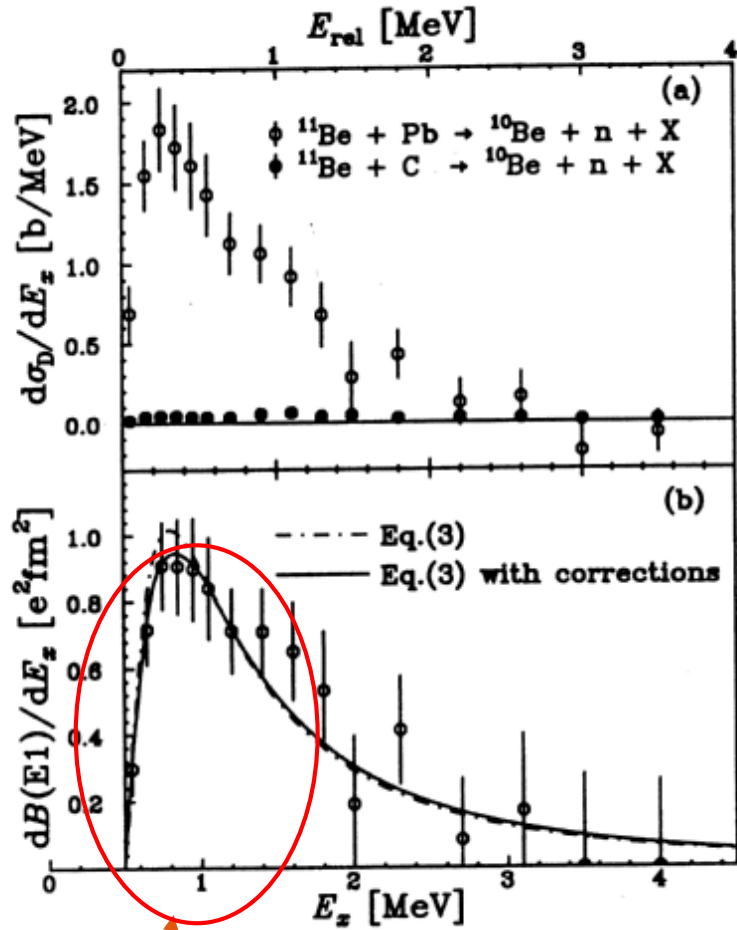 E_rel [MeV]
0 1 2 3 4
(a)
2.0
1.5
1.0
0.5
0.0
dσ_D/dE_x [b/MeV]
¹¹Be + Pb → ¹⁰Be + n + X
¹¹Be + C → ¹⁰Be + n + X
(b)
1.0
0.8
0.6
0.4
0.2
dB(E1)/dE_x [e²fm²]
Eq.(3)
Eq.(3) with corrections
0 1 2 3 4
E_x [MeV]